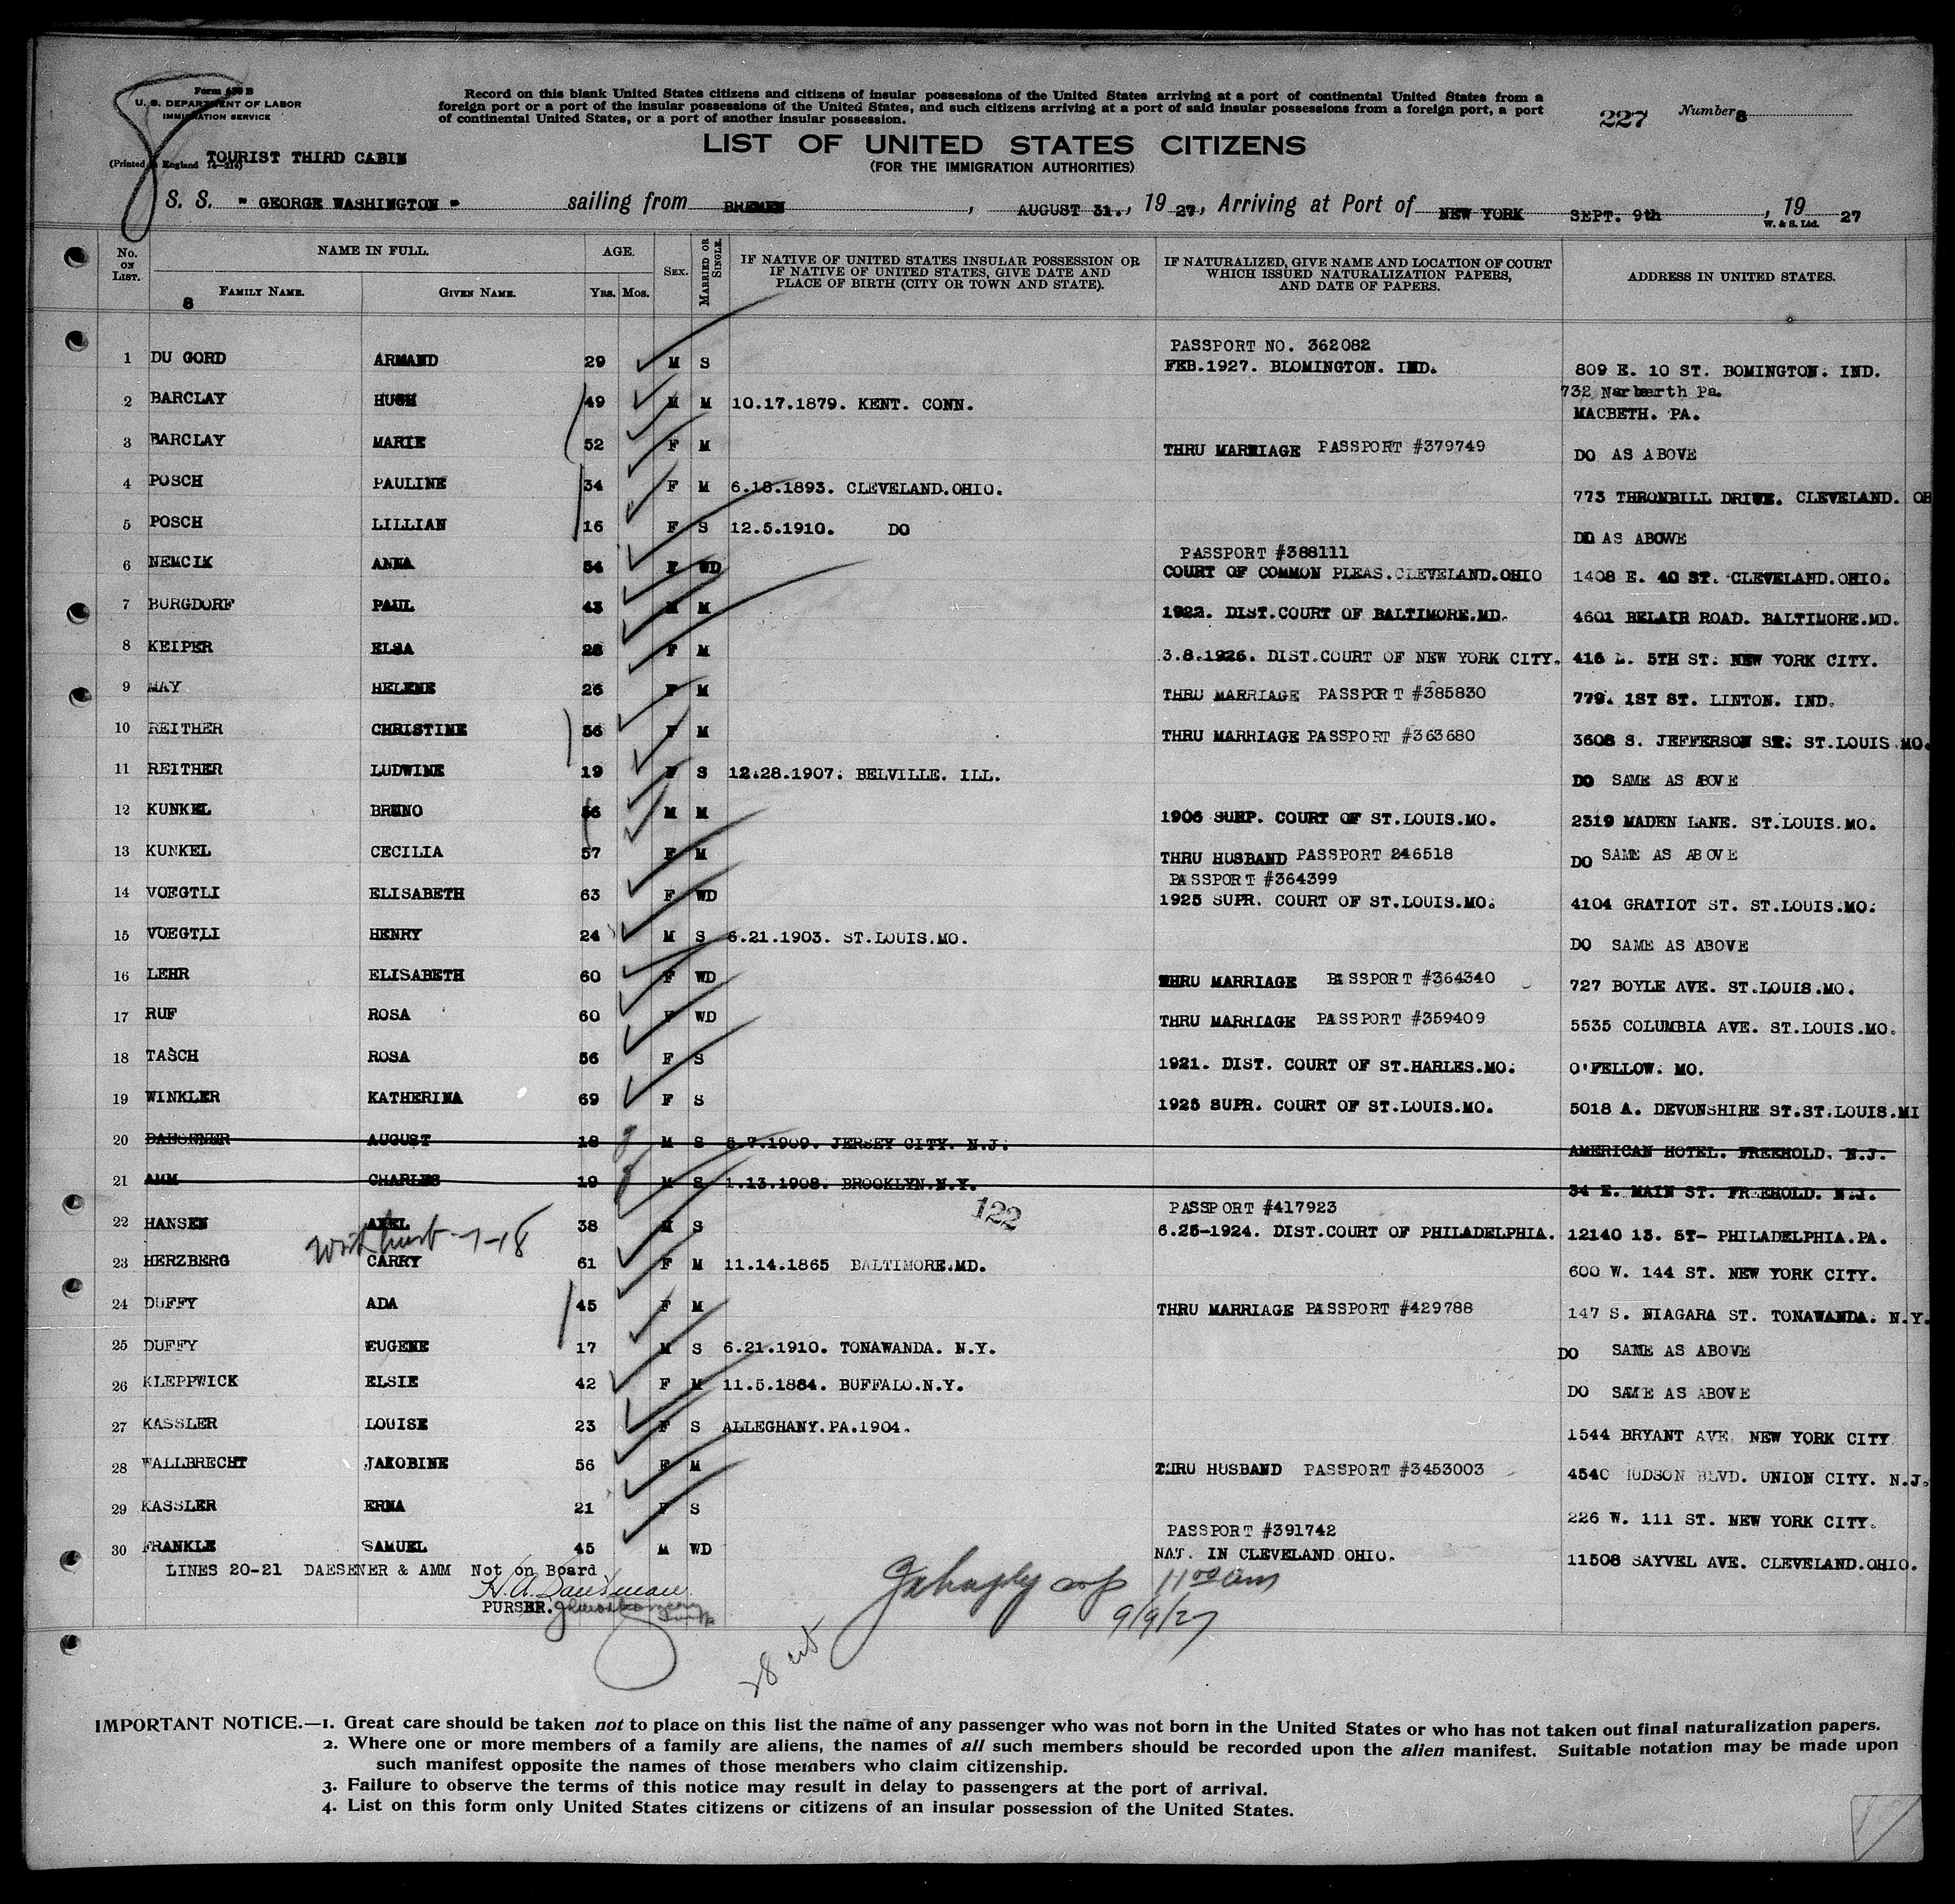 Form 630 B
U. S. DEPARTMENT OF LABOR
IMMIGRATION SERVICE
(Printed in England 14—214)
TOURIST THIRD CABIN
Record on this blank United States citizens and citizens of insular possessions of the United States arriving at a port of continental United States from a
foreign port or a port of the insular possessions of the United States, and such citizens arriving at a port of said insular possessions from a foreign port, a port
of continental United States, or a port of another insular possession.
227 Number 8
LIST OF UNITED STATES CITIZENS
(FOR THE IMMIGRATION AUTHORITIES)
S. S. " GEORGE WASHINGTON " sailing from BREMEN, AUGUST 31., 19 27., Arriving at Port of NEW YORK SEPT. 9th, 19 27
W. & S. Ltd.
No. ON LIST. NAME IN FULL. AGE. SEX. MARRIED OR SINGLE. IF NATIVE OF UNITED STATES INSULAR POSSESSION OR IF NATIVE OF UNITED STATES, GIVE DATE AND PLACE OF BIRTH (CITY OR TOWN AND STATE). IF NATURALIZED, GIVE NAME AND LOCATION OF COURT WHICH ISSUED NATURALIZATION PAPERS, AND DATE OF PAPERS. ADDRESS IN UNITED STATES.
8 FAMILY NAME. GIVEN NAME. YRS. MOS.
PASSPORT NO. 362082
1 DU GORD ARMAND 29 M S FEB.1927. BLOMINGTON. IND. 809 E. 10 ST. BOMINGTON. IND.
732 Narberth Pa.
2 BARCLAY HUGH 49 M M 10.17.1879. KENT. CONN. MACBETH. PA.
3 BARCLAY MARIE 52 F M THRU MARRIAGE PASSPORT #379749 DO AS ABOVE
4 POSCH PAULINE 34 F M 6.18.1893. CLEVELAND.OHIO. 773 THRONBILL DRIVE. CLEVELAND. OH
5 POSCH LILLIAN 16 F S 12.5.1910. DO DO AS ABOVE
PASSPORT #388111
6 NEMCIK ANNA 54 F WD COURT OF COMMON PLEAS.CLEVELAND.OHIO 1408 E. 40 ST. CLEVELAND.OHIO.
7 BURGDORF PAUL 43 M M 1922. DIST.COURT OF BALTIMORE.MD. 4601 BELAIR ROAD. BALTIMORE.MD.
8 KEIPER ELSA 28 F M 3.8.1926. DIST.COURT OF NEW YORK CITY. 416 E. 5TH ST. NEW YORK CITY.
9 MAY HELENE 26 F M THRU MARRIAGE PASSPORT #385830 779. 1ST ST. LINTON. IND.
10 REITHER CHRISTINE 56 F M THRU MARRIAGE PASSPORT #363680 3608 S. JEFFERSON ST. ST.LOUIS MO.
11 REITHER LUDWINE 19 F S 12.28.1907. BELVILLE. ILL. DO SAME AS ABOVE
12 KUNKEL BRUNO 56 M M 1906 SURP. COURT OF ST.LOUIS.MO. 2319 MADEN LANE. ST.LOUIS.MO.
13 KUNKEL CECILIA 57 F M THRU HUSBAND PASSPORT 246518 DO SAME AS ABOVE
PASSPORT #364399
14 VOEGTLI ELISABETH 63 F WD 1925 SUPR. COURT OF ST.LOUIS.MO. 4104 GRATIOT ST. ST.LOUIS.MO.
15 VOEGTLI HENRY 24 M S 6.21.1903. ST.LOUIS.MO. DO SAME AS ABOVE
16 LEHR ELISABETH 60 F WD THRU MARRIAGE PASSPORT #364340 727 BOYLE AVE. ST.LOUIS.MO.
17 RUF ROSA 60 F WD THRU MARRIAGE PASSPORT #359409 5535 COLUMBIA AVE. ST.LOUIS.MO.
18 TASCH ROSA 56 F S 1921. DIST. COURT OF ST.HARLES.MO. O'FELLOW. MO.
19 WINKLER KATHERINA 69 F S 1925 SUPR. COURT OF ST.LOUIS.MO. 5018 A. DEVONSHIRE ST.ST.LOUIS.MI
20 DAESENER AUGUST 18 M S 5.7.1909. JERSEY CITY. N.J. AMERICAN HOTEL. FREEHOLD. N.J.
21 AMM CHARLES 19 M S 1.13.1908. BROOKLYN.N.Y. 34 E. MAIN ST. FREEHOLD. N.J.
122 PASSPORT #417923
22 HANSEN AXEL 38 M S 6.25-1924. DIST.COURT OF PHILADELPHIA. 12140 13. ST- PHILADELPHIA.PA.
23 HERZBERG CARRY 61 F M 11.14.1865 BALTIMORE.MD. 600 W. 144 ST. NEW YORK CITY.
24 DUFFY ADA 45 F M THRU MARRIAGE PASSPORT #429788 147 S. NIAGARA ST. TONAWANDA. N.Y.
25 DUFFY EUGENE 17 M S 6.21.1910. TONAWANDA. N.Y. DO SAME AS ABOVE
26 KLEPPWICK ELSIE 42 F M 11.5.1884. BUFFALO.N.Y. DO SAME AS ABOVE
27 KASSLER LOUISE 23 F S ALLEGHANY.PA.1904. 1544 BRYANT AVE. NEW YORK CITY
28 WALLBRECHT JAKOBINE 56 F M THRU HUSBAND PASSPORT #3453003 4540 HUDSON BLVD. UNION CITY. N.J.
29 KASSLER ERNA 21 F S 226 W. 111 ST. NEW YORK CITY.
PASSPORT #391742
30 FRANKLE SAMUEL 45 M WD NAT. IN CLEVELAND OHIO. 11508 SAYVEL AVE. CLEVELAND.OHIO.
LINES 20-21 DAESENER & AMM Not on Board
PURSER.
11 00 am
9/9/27
IMPORTANT NOTICE.—1. Great care should be taken not to place on this list the name of any passenger who was not born in the United States or who has not taken out final naturalization papers.
2. Where one or more members of a family are aliens, the names of all such members should be recorded upon the alien manifest. Suitable notation may be made upon
such manifest opposite the names of those members who claim citizenship.
3. Failure to observe the terms of this notice may result in delay to passengers at the port of arrival.
4. List on this form only United States citizens or citizens of an insular possession of the United States.